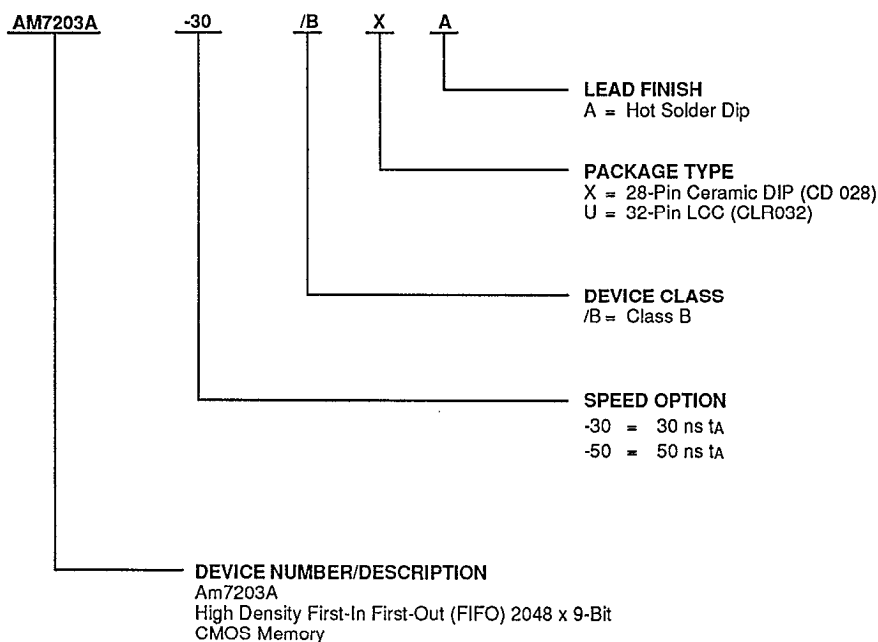 AM7203A -30 /B X A
LEAD FINISH
A = Hot Solder Dip
PACKAGE TYPE
X = 28-Pin Ceramic DIP (CD 028)
U = 32-Pin LCC (CLR032)
DEVICE CLASS
/B = Class B
SPEED OPTION
-30 = 30 ns tA
-50 = 50 ns tA
DEVICE NUMBER/DESCRIPTION
Am7203A
High Density First-In First-Out (FIFO) 2048 x 9-Bit
CMOS Memory